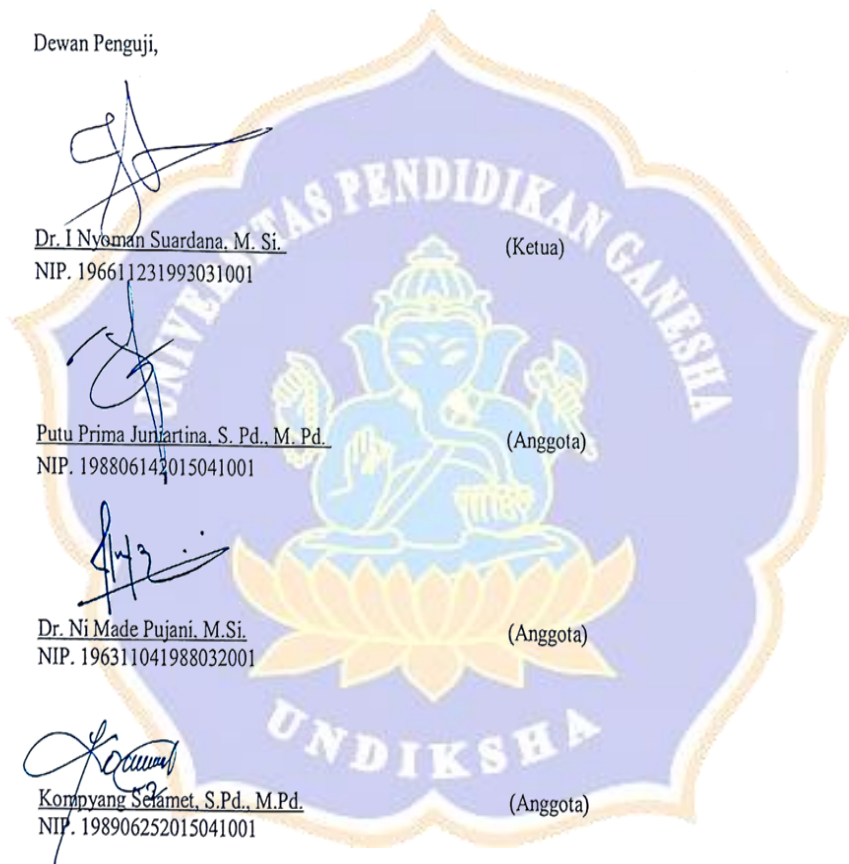 Dewan Penguji,
UNIVERSITAS PENDIDIKAN GANESHA
Dr. I Nyoman Suardana, M. Si. (Ketua)
NIP. 196611231993031001
Putu Prima Juniartina, S. Pd., M. Pd. (Anggota)
NIP. 198806142015041001
Dr. Ni Made Pujani, M.Si. (Anggota)
NIP. 196311041988032001
UNDIKSHA
Kompyang Selamet, S.Pd., M.Pd. (Anggota)
NIP. 198906252015041001